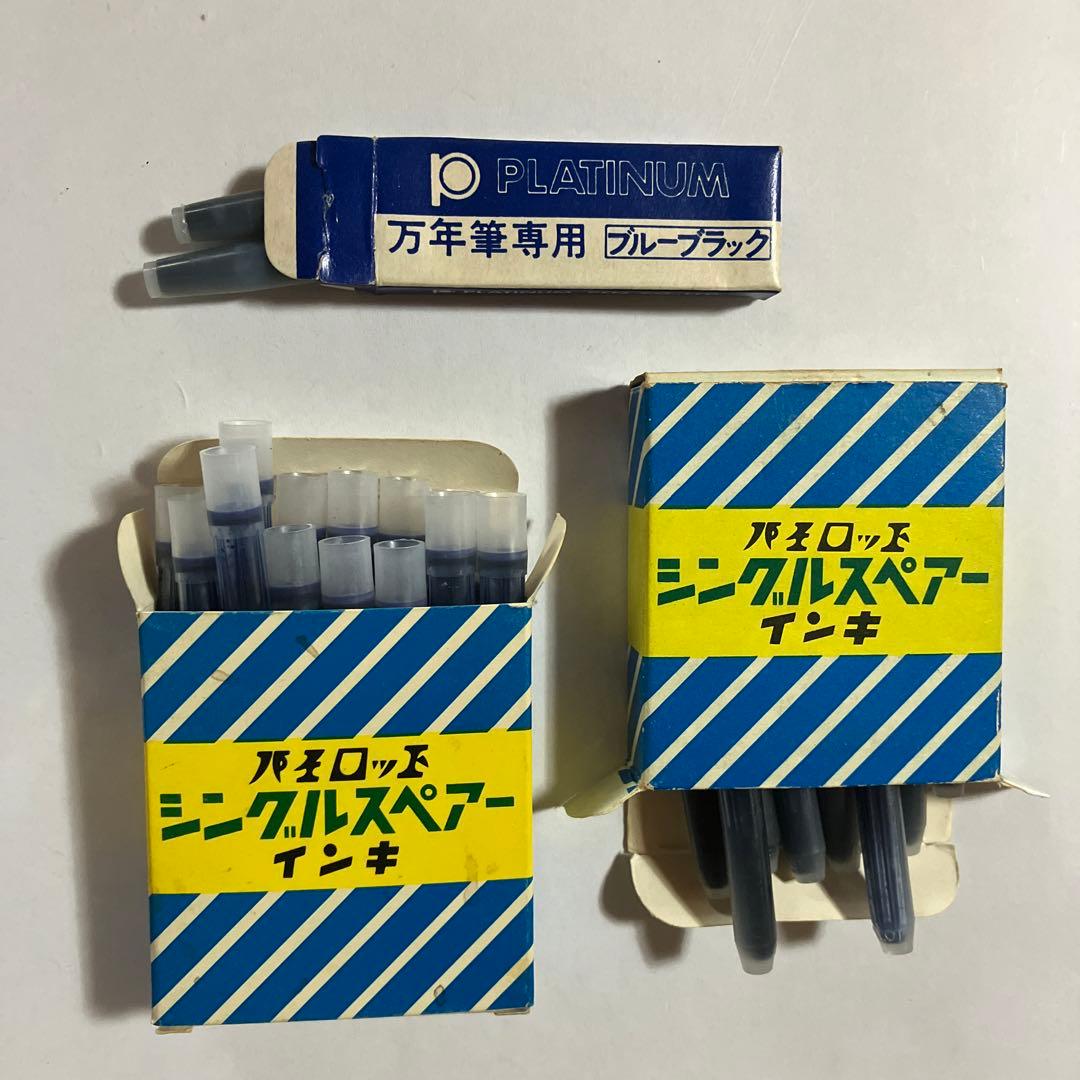 P PLATINUM
万年筆専用 ブルーブラック
パイロット
シングルスペアー
インキ
パイロット
シングルスペアー
インキ